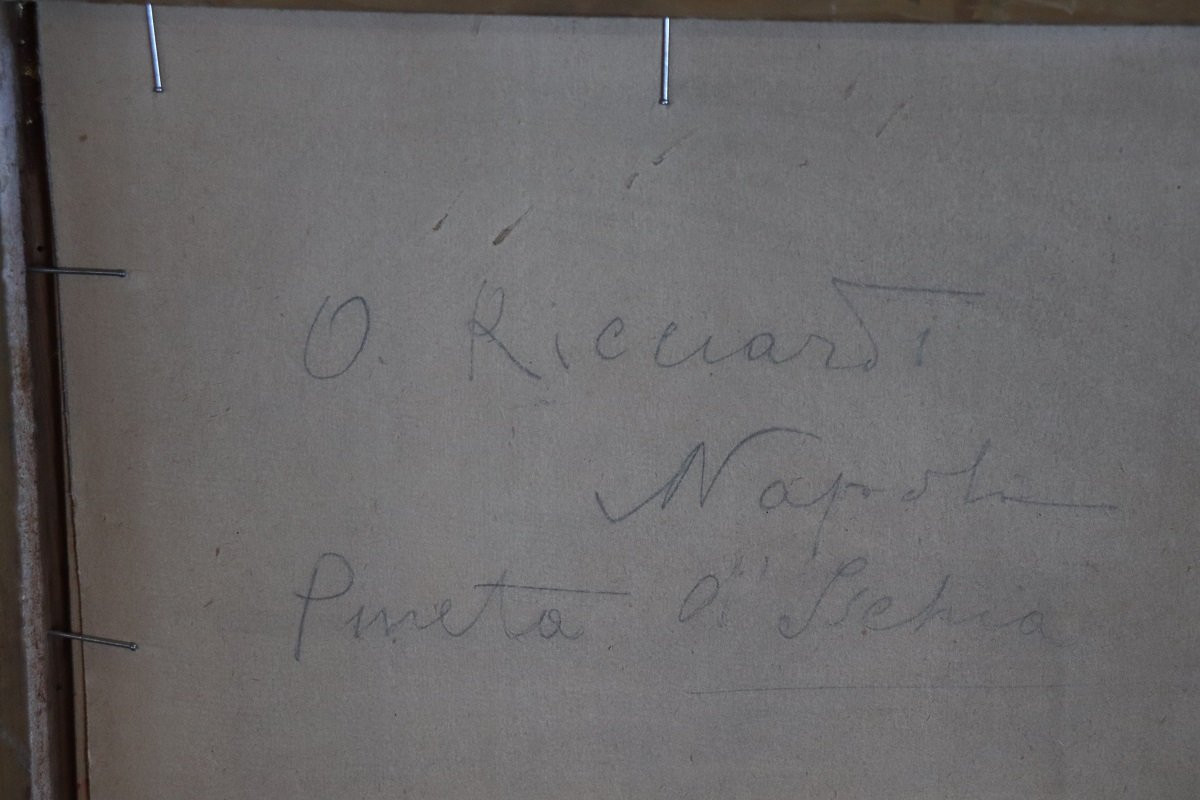 O. Ricciardi
Napoli
Pineta d'Ischia